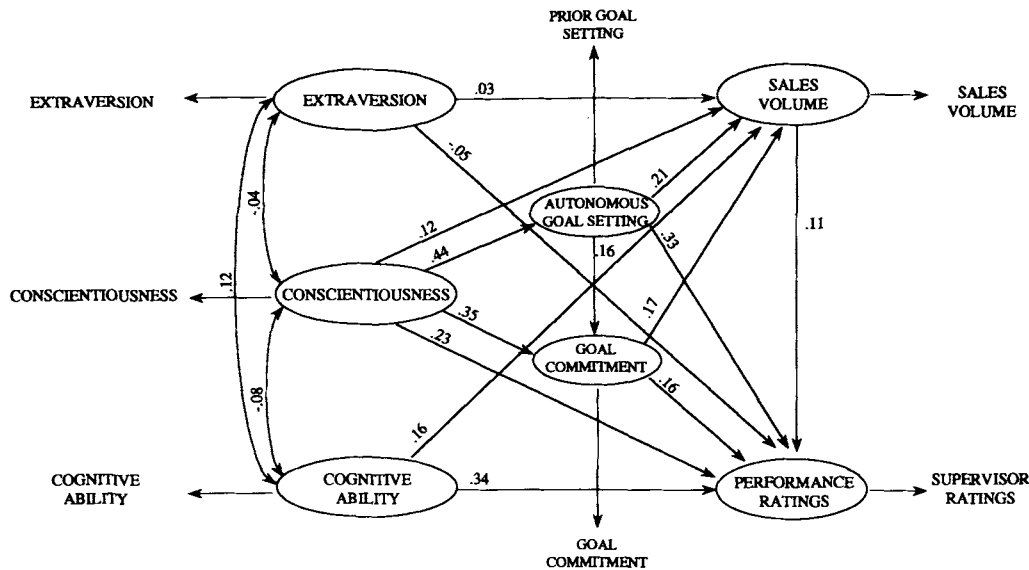 PRIOR GOAL
SETTING
EXTRAVERSION
EXTRAVERSION
.03
SALES
VOLUME
SALES
VOLUME
-.05
-.04
.12
.21
AUTONOMOUS
GOAL SETTING
.12
.44
.16
.33
.11
CONSCIENTIOUSNESS
CONSCIENTIOUSNESS
.35
.23
.17
GOAL
COMMITMENT
.16
-.08
.16
COGNITIVE
ABILITY
COGNITIVE
ABILITY
.34
PERFORMANCE
RATINGS
SUPERVISOR
RATINGS
GOAL
COMMITMENT